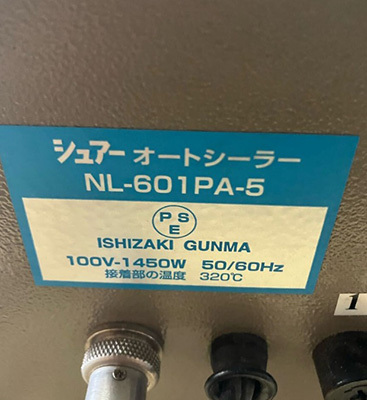 シュアー オートシーラー
NL-601PA-5
PS
E
ISHIZAKI GUNMA
100V-1450W 50/60Hz
接着部の温度 320℃
1